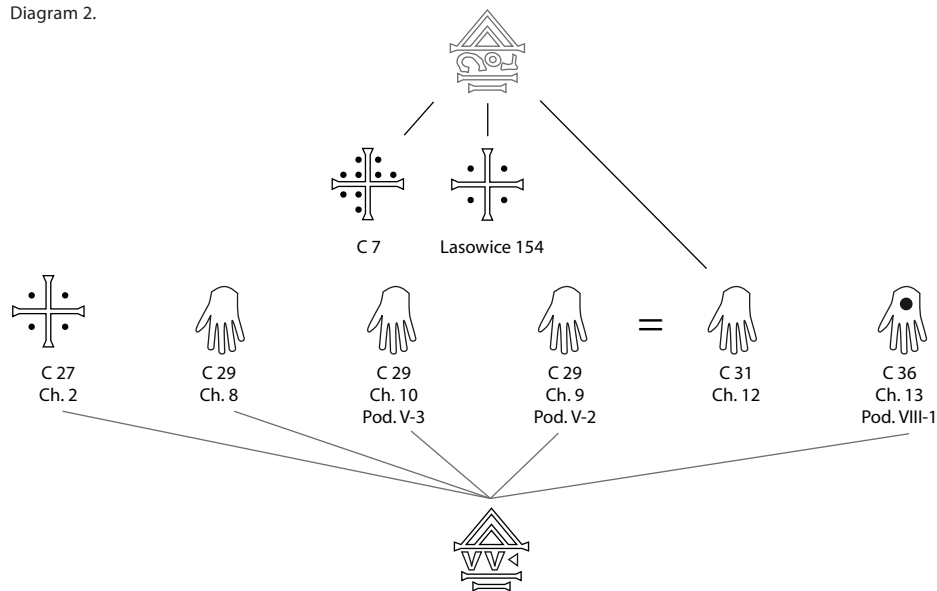 Diagram 2.
C 7
Lasowice 154
C 27
Ch. 2
C 29
Ch. 8
C 29
Ch. 10
Pod. V-3
C 29
Ch. 9
Pod. V-2
=
C 31
Ch. 12
C 36
Ch. 13
Pod. VIII-1